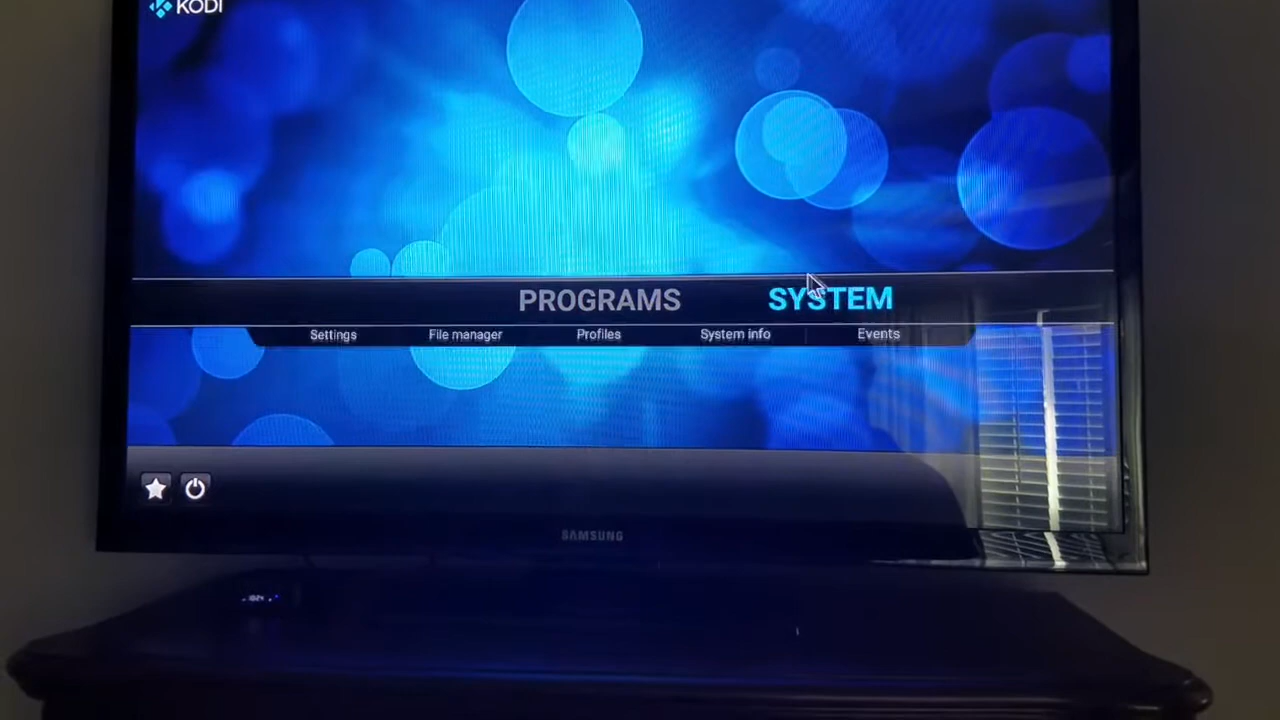 KODI
PROGRAMS SYSTEM
Settings File manager Profiles System info Events
SAMSUNG